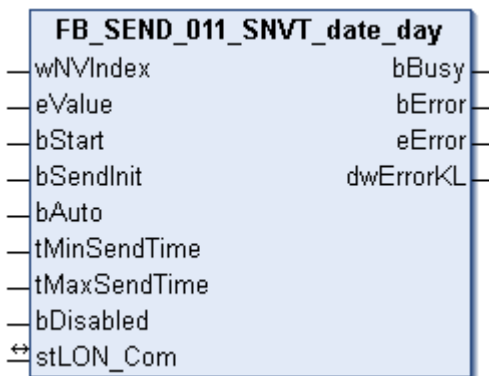 FB_SEND_011_SNVT_date_day
wNVIndex bBusy
eValue bError
bStart eError
bSendInit dwErrorKL
bAuto
tMinSendTime
tMaxSendTime
bDisabled
stLON_Com